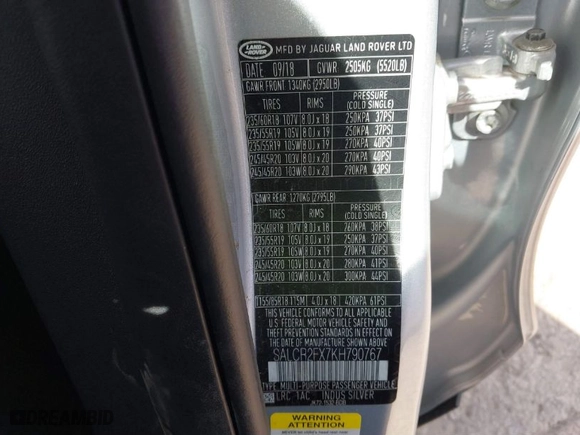 LAND ROVER
MFD BY JAGUAR LAND ROVER LTD
DATE 09/18 GVWR 2505KG (5520LB)
GAWR FRONT 1340KG (2950LB)
TIRES RIMS PRESSURE (COLD SINGLE)
235/60R18 107V 8.0J x 18 250KPA 37PSI
235/55R19 105V 8.0J x 19 250KPA 37PSI
235/55R19 105W 8.0J x 19 270KPA 40PSI
245/45R20 103V 8.0J x 20 270KPA 40PSI
245/45R20 103W 8.0J x 20 290KPA 43PSI
GAWR REAR 1270KG (2795LB)
TIRES RIMS PRESSURE (COLD SINGLE)
235/60R18 107V 8.0J x 18 260KPA 38PSI
235/55R19 105V 8.0J x 19 250KPA 37PSI
235/55R19 105W 8.0J x 19 270KPA 40PSI
245/45R20 103V 8.0J x 20 280KPA 41PSI
245/45R20 103W 8.0J x 20 300KPA 44PSI
T155/85R18 115M 4.0J x 18 420KPA 61PSI
THIS VEHICLE CONFORMS TO ALL APPLICABLE
U.S. FEDERAL MOTOR VEHICLE SAFETY AND
THEFT PREVENTION STANDARDS IN EFFECT ON
THE DATE OF MANUFACTURE SHOWN ABOVE.
SALCR2FX7KH790767
TYPE: MULTI-PURPOSE PASSENGER VEHICLE
LRC 1AC INDUS SILVER
WARNING
ATTENTION
DREAMBID